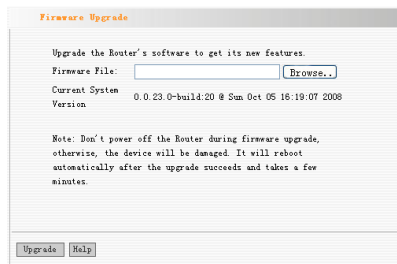 Firmware Upgrade
Upgrade the Router's software to get its new features.
Firmware File:
Browse..
Current System
Version
0.0.23.0-build:20 @ Sun Oct 05 16:19:07 2008
Note: Don't power off the Router during firmware upgrade,
otherwise, the device will be damaged. It will reboot
automatically after the upgrade succeeds and takes a few
minutes.
Upgrade
Help